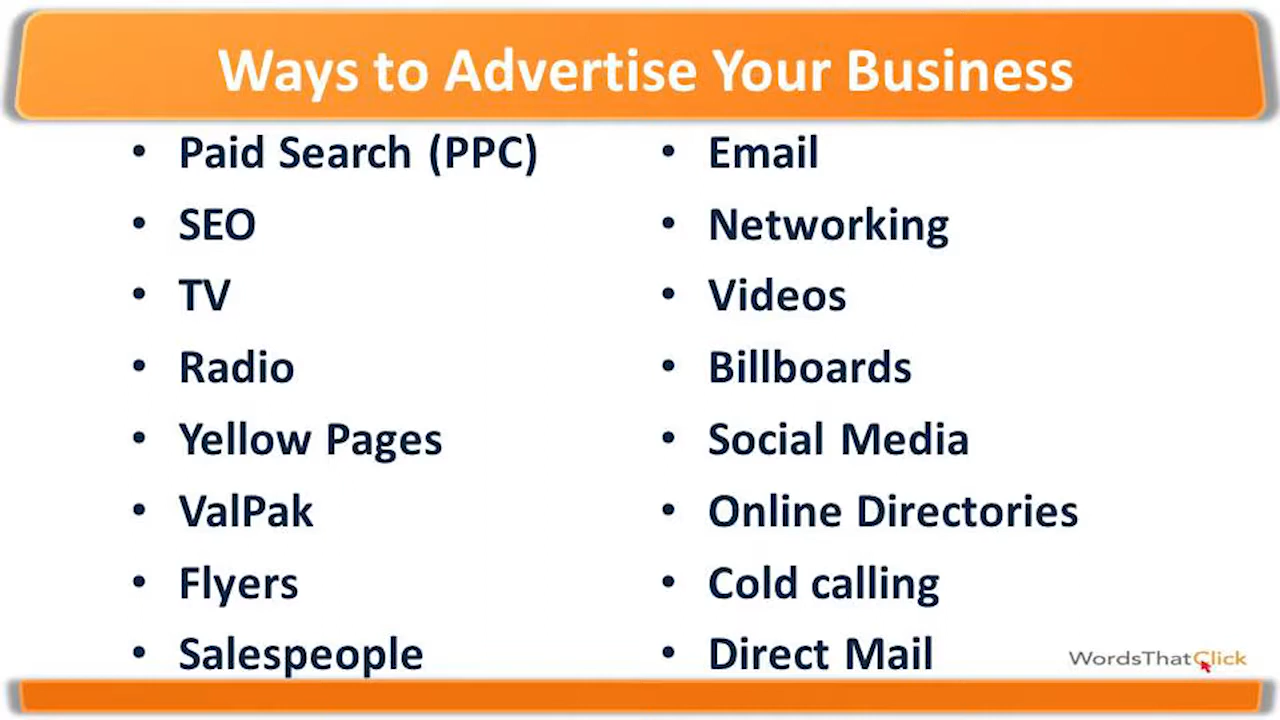 Ways to Advertise Your Business
• Paid Search (PPC)
• SEO
• TV
• Radio
• Yellow Pages
• ValPak
• Flyers
• Salespeople
• Email
• Networking
• Videos
• Billboards
• Social Media
• Online Directories
• Cold calling
• Direct Mail
WordsThatClick